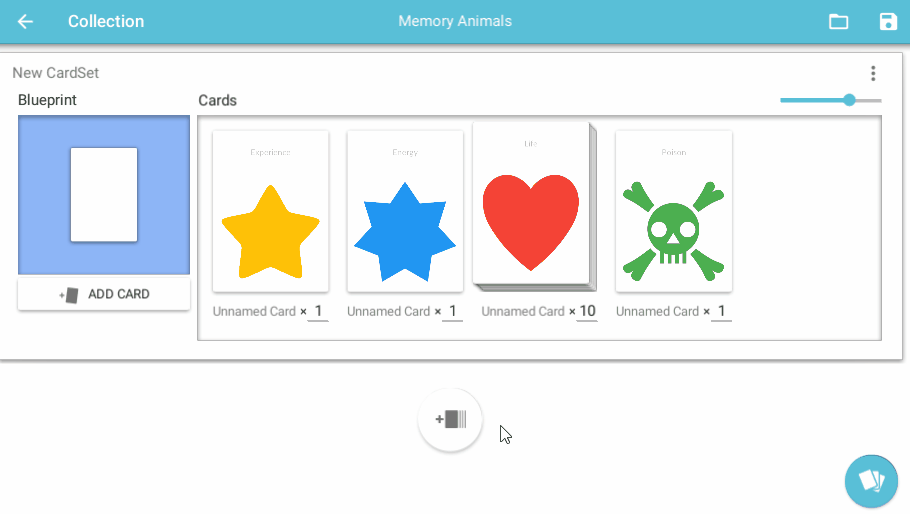 Collection
Memory Animals
New CardSet
Blueprint
Cards
Experience
Energy
Life
Poison
ADD CARD
Unnamed Card × 1
Unnamed Card × 1
Unnamed Card × 10
Unnamed Card × 1